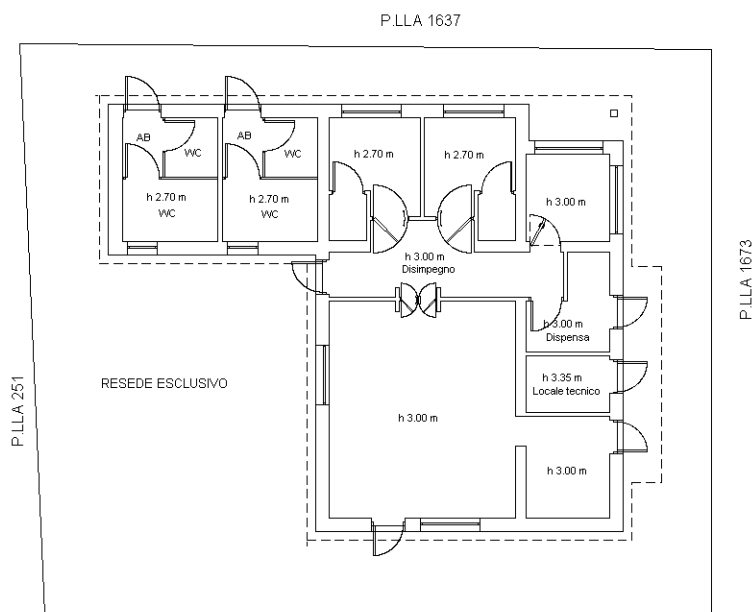 P.LLA 1637
AB
WC
AB
WC
h 2.70 m
h 2.70 m
h 2.70 m
WC
h 2.70 m
WC
h 3.00 m
h 3.00 m
Disimpegno
h 3.00 m
Dispensa
P.LLA 1673
P.LLA 251
RESEDE ESCLUSIVO
h 3.35 m
Locale tecnico
h 3.00 m
h 3.00 m